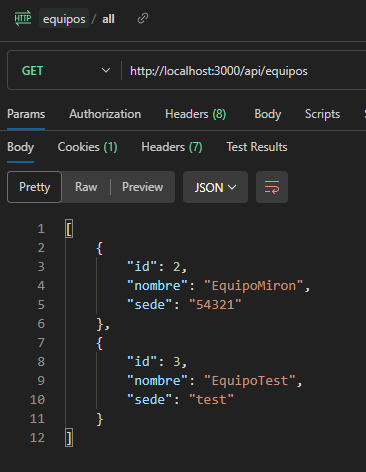 HTTP equipos / all
GET http://localhost:3000/api/equipos
Params Authorization Headers (8) Body Scripts
Body Cookies (1) Headers (7) Test Results
Pretty Raw Preview JSON
1 [
2 {
3 "id": 2,
4 "nombre": "EquipoMiron",
5 "sede": "54321"
6 },
7 {
8 "id": 3,
9 "nombre": "EquipoTest",
10 "sede": "test"
11 }
12 ]